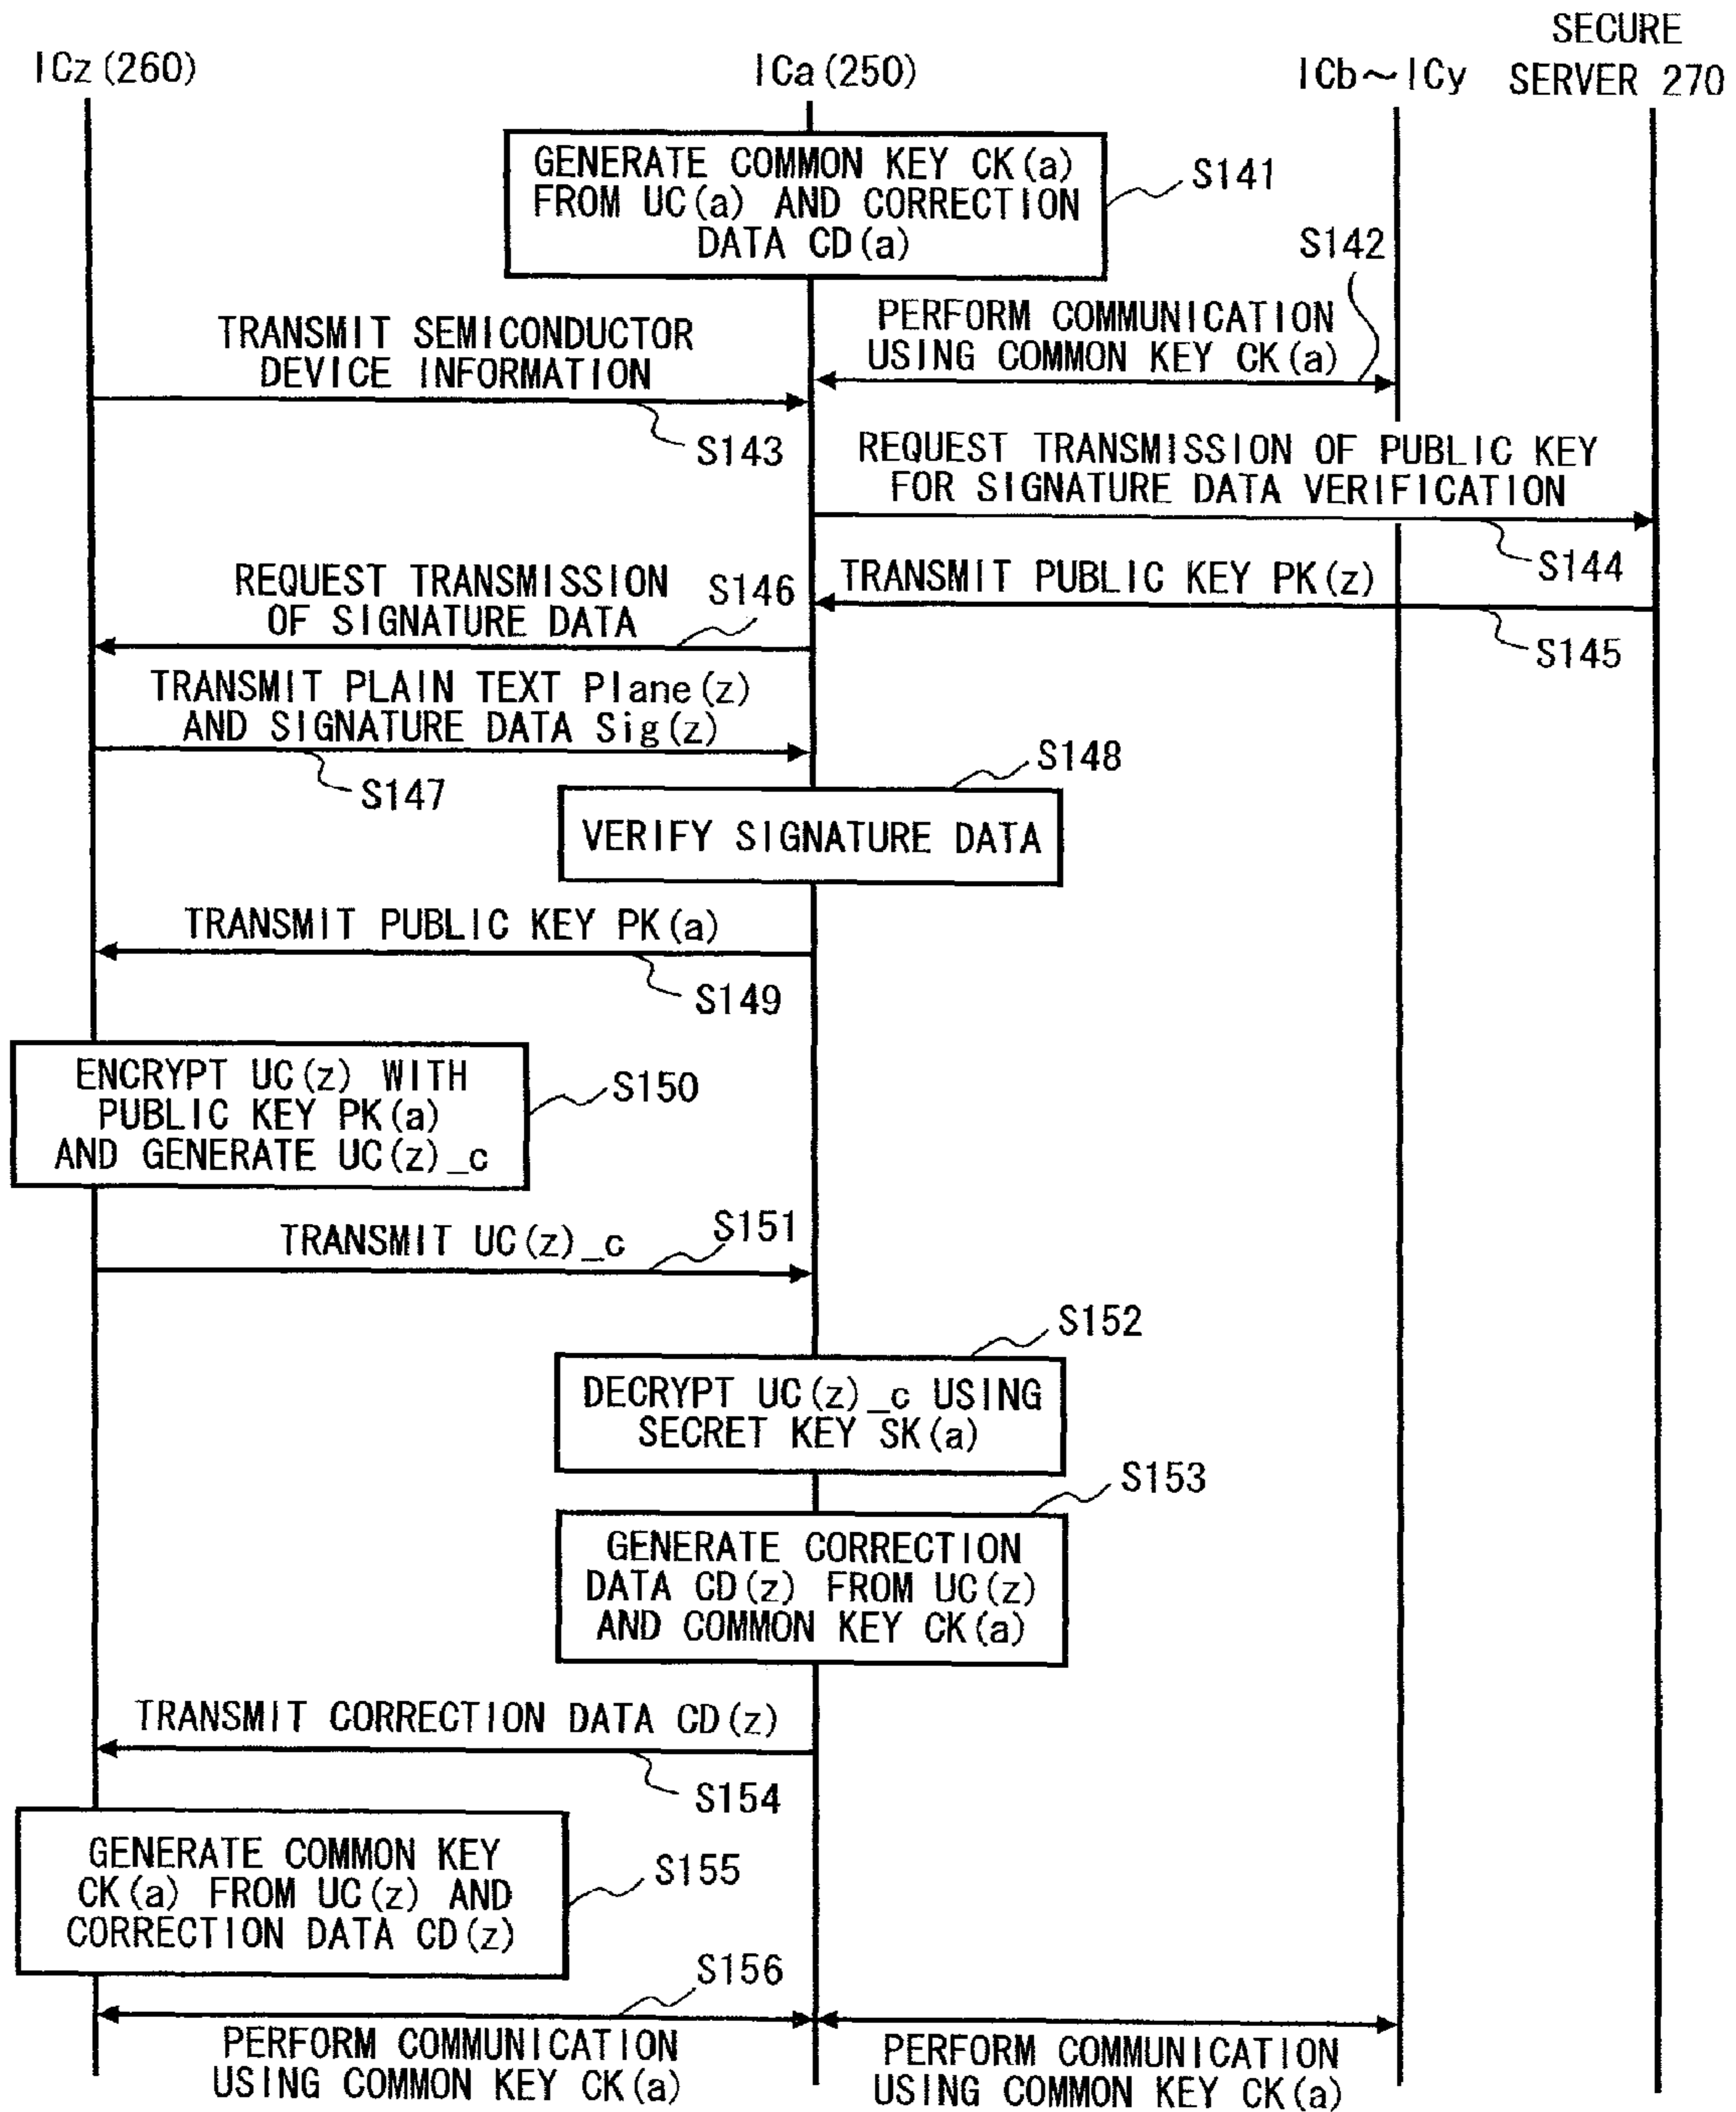 ICz(260)
ICa(250)
ICb~ICy
SECURE
SERVER 270
GENERATE COMMON KEY CK(a)
FROM UC(a) AND CORRECTION
DATA CD(a)
S141
S142
PERFORM COMMUNICATION
USING COMMON KEY CK(a)
TRANSMIT SEMICONDUCTOR
DEVICE INFORMATION
S143
REQUEST TRANSMISSION OF PUBLIC KEY
FOR SIGNATURE DATA VERIFICATION
S144
TRANSMIT PUBLIC KEY PK(z)
S145
REQUEST TRANSMISSION
OF SIGNATURE DATA
S146
TRANSMIT PLAIN TEXT Plane(z)
AND SIGNATURE DATA Sig(z)
S147
S148
VERIFY SIGNATURE DATA
TRANSMIT PUBLIC KEY PK(a)
S149
ENCRYPT UC(z) WITH
PUBLIC KEY PK(a)
AND GENERATE UC(z)_c
S150
TRANSMIT UC(z)_c
S151
S152
DECRYPT UC(z)_c USING
SECRET KEY SK(a)
S153
GENERATE CORRECTION
DATA CD(z) FROM UC(z)
AND COMMON KEY CK(a)
TRANSMIT CORRECTION DATA CD(z)
S154
GENERATE COMMON KEY
CK(a) FROM UC(z) AND
CORRECTION DATA CD(z)
S155
S156
PERFORM COMMUNICATION
USING COMMON KEY CK(a)
PERFORM COMMUNICATION
USING COMMON KEY CK(a)